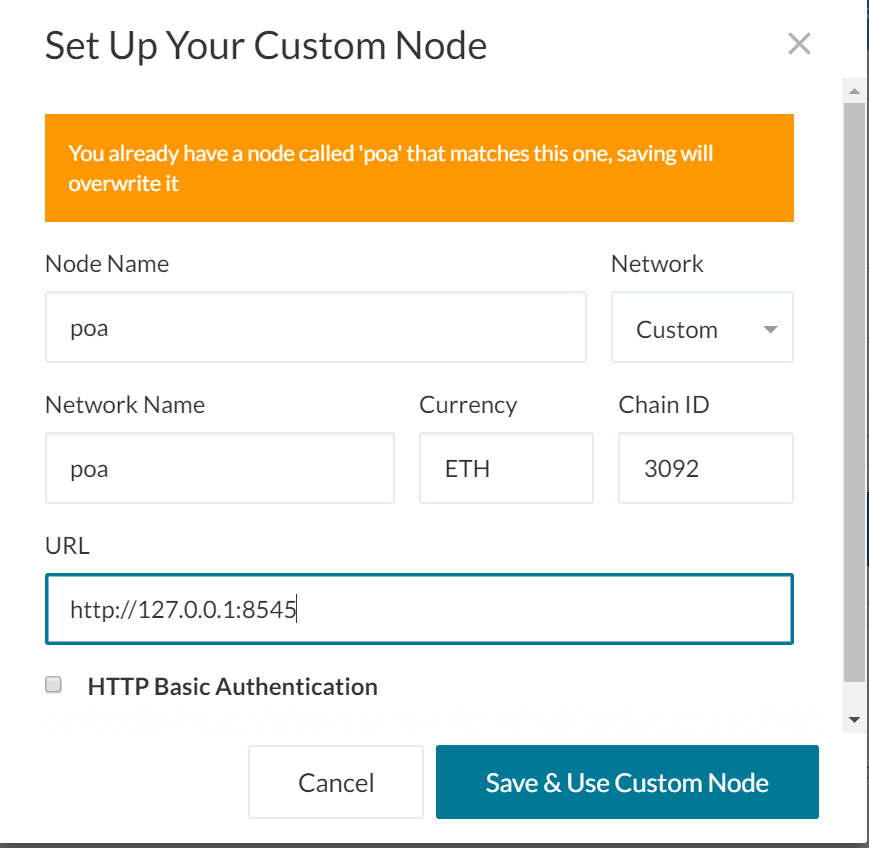 Set Up Your Custom Node
You already have a node called 'poa' that matches this one, saving will
overwrite it
Node Name
Network
poa
Custom
Network Name
Currency
Chain ID
poa
ETH
3092
URL
http://127.0.0.1:8545
HTTP Basic Authentication
Cancel
Save & Use Custom Node